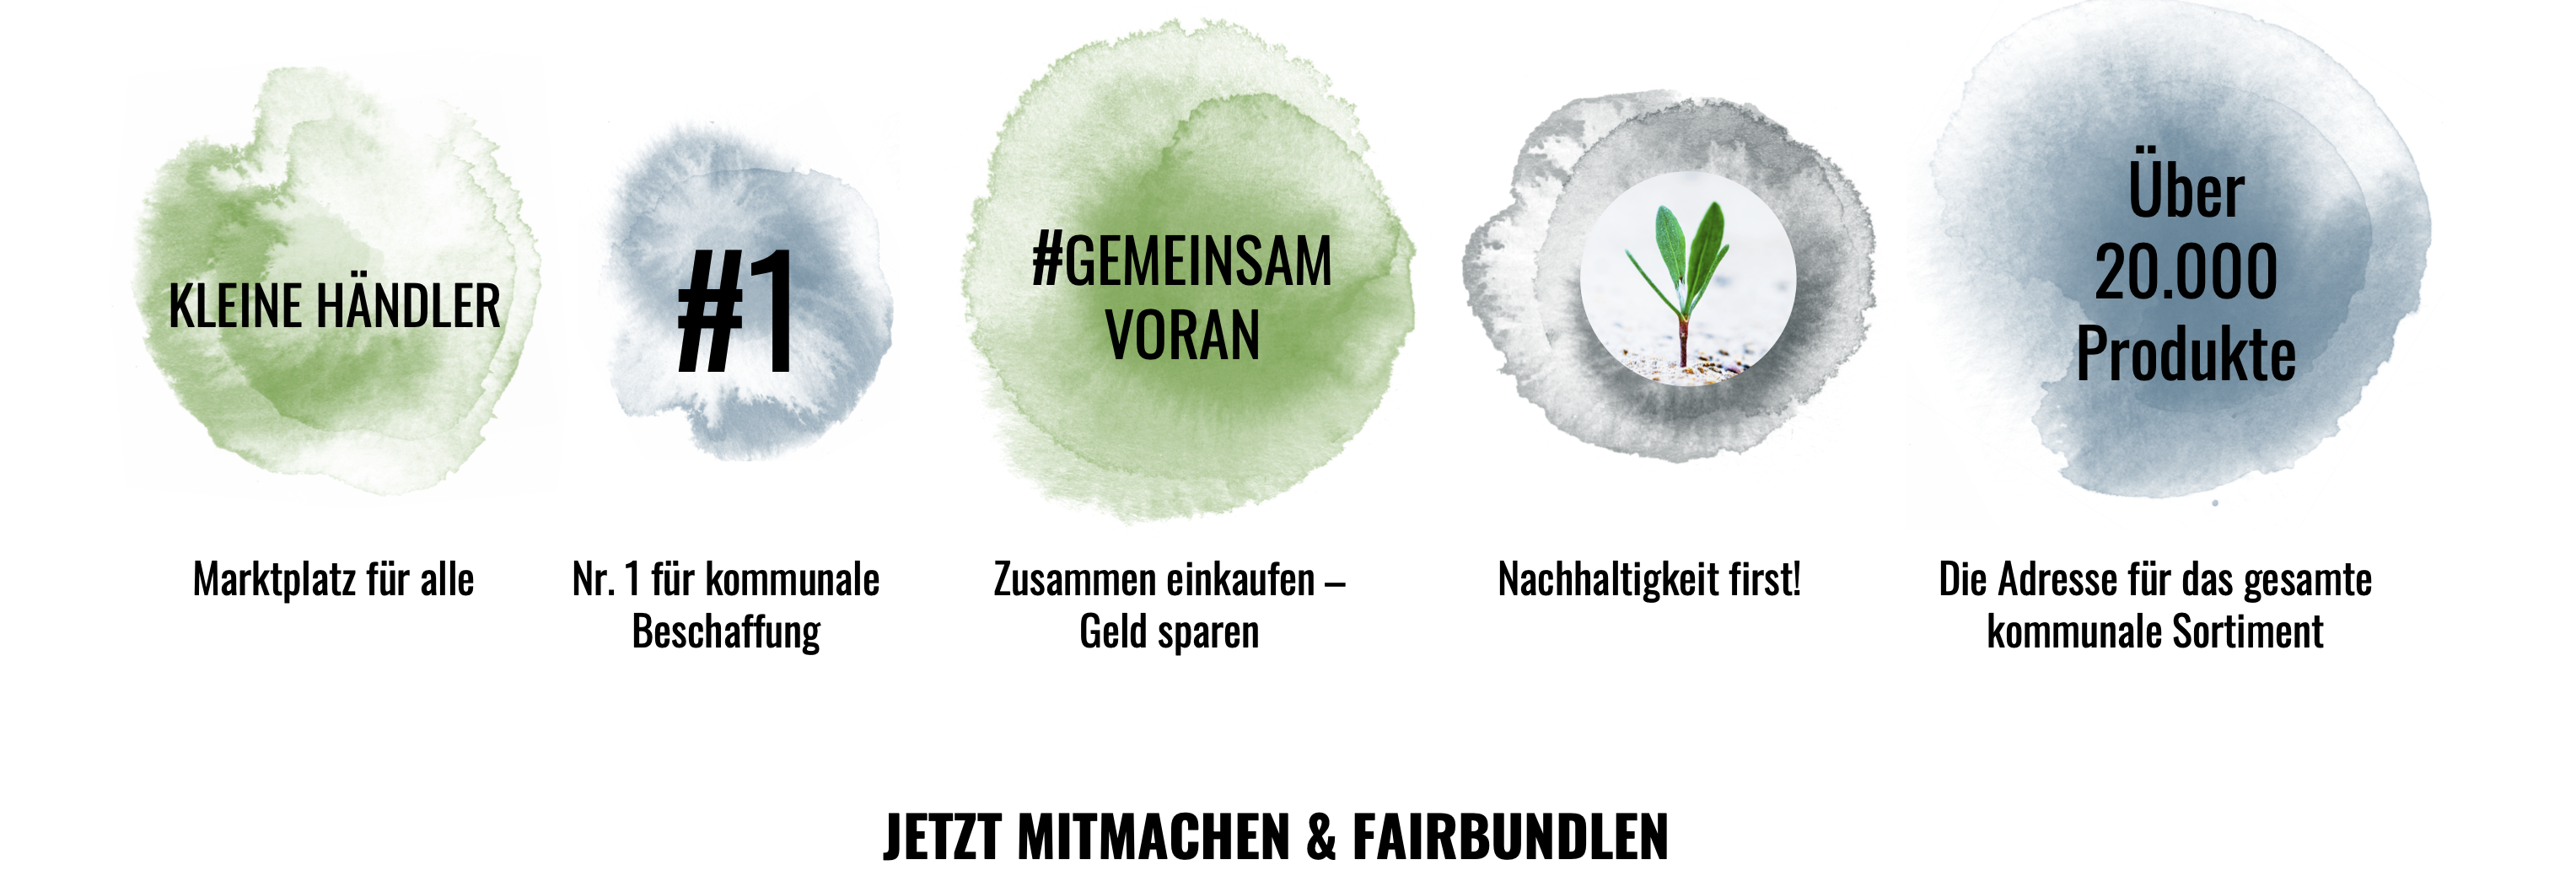 KLEINE HÄNDLER
Marktplatz für alle
#1
Nr. 1 für kommunale
Beschaffung
#GEMEINSAM
VORAN
Zusammen einkaufen –
Geld sparen
Nachhaltigkeit first!
Über
20.000
Produkte
Die Adresse für das gesamte
kommunale Sortiment
JETZT MITMACHEN & FAIRBUNDLEN